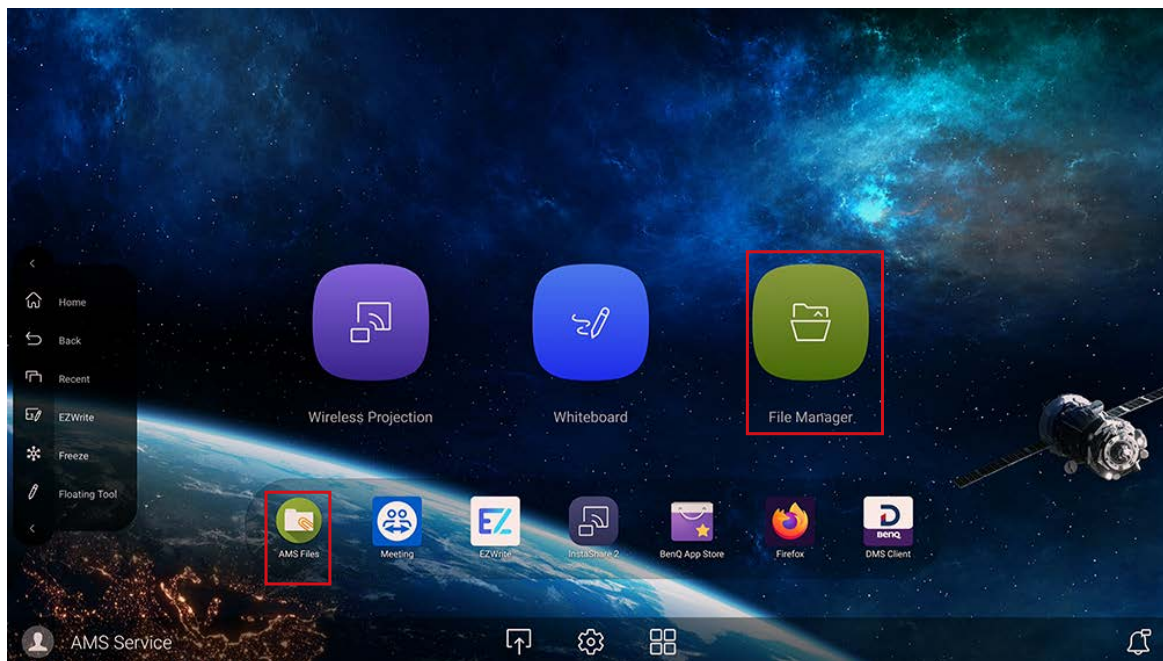 Home
Back
Recent
EZWrite
Freeze
Floating Tool
Wireless Projection
Whiteboard
File Manager
EZ
D
BenQ
AMS Files
Meeting
EZWrite
InstaShare 2
BenQ App Store
Firefox
DMS Client
AMS Service